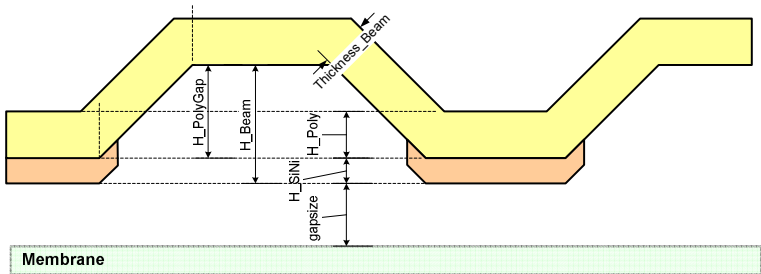 Thickness_Beam
H_PolyGap
H_Beam
H_Poly
H_SiNi
gapsize
Membrane